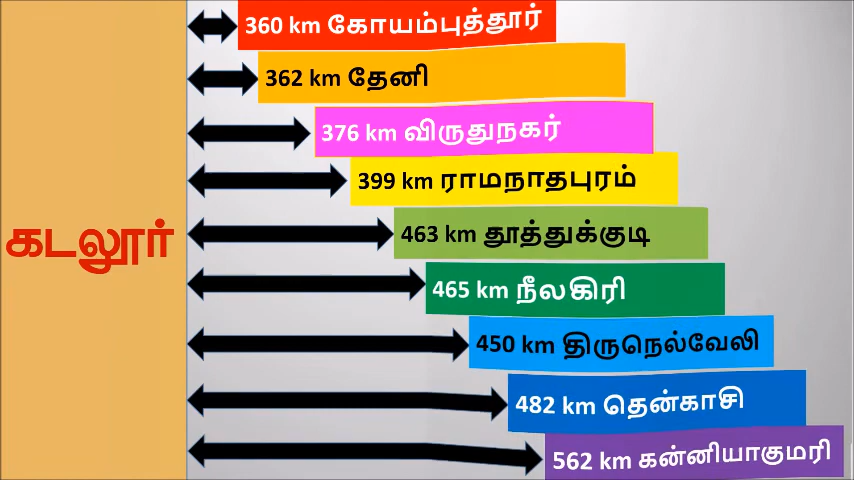 360 km கோயம்புத்தூர்
362 km தேனி
376 km விருதுநகர்
399 km ராமநாதபுரம்
கடலூர்
463 km தூத்துக்குடி
465 km நீலகிரி
450 km திருநெல்வேலி
482 km தென்காசி
562 km கன்னியாகுமரி